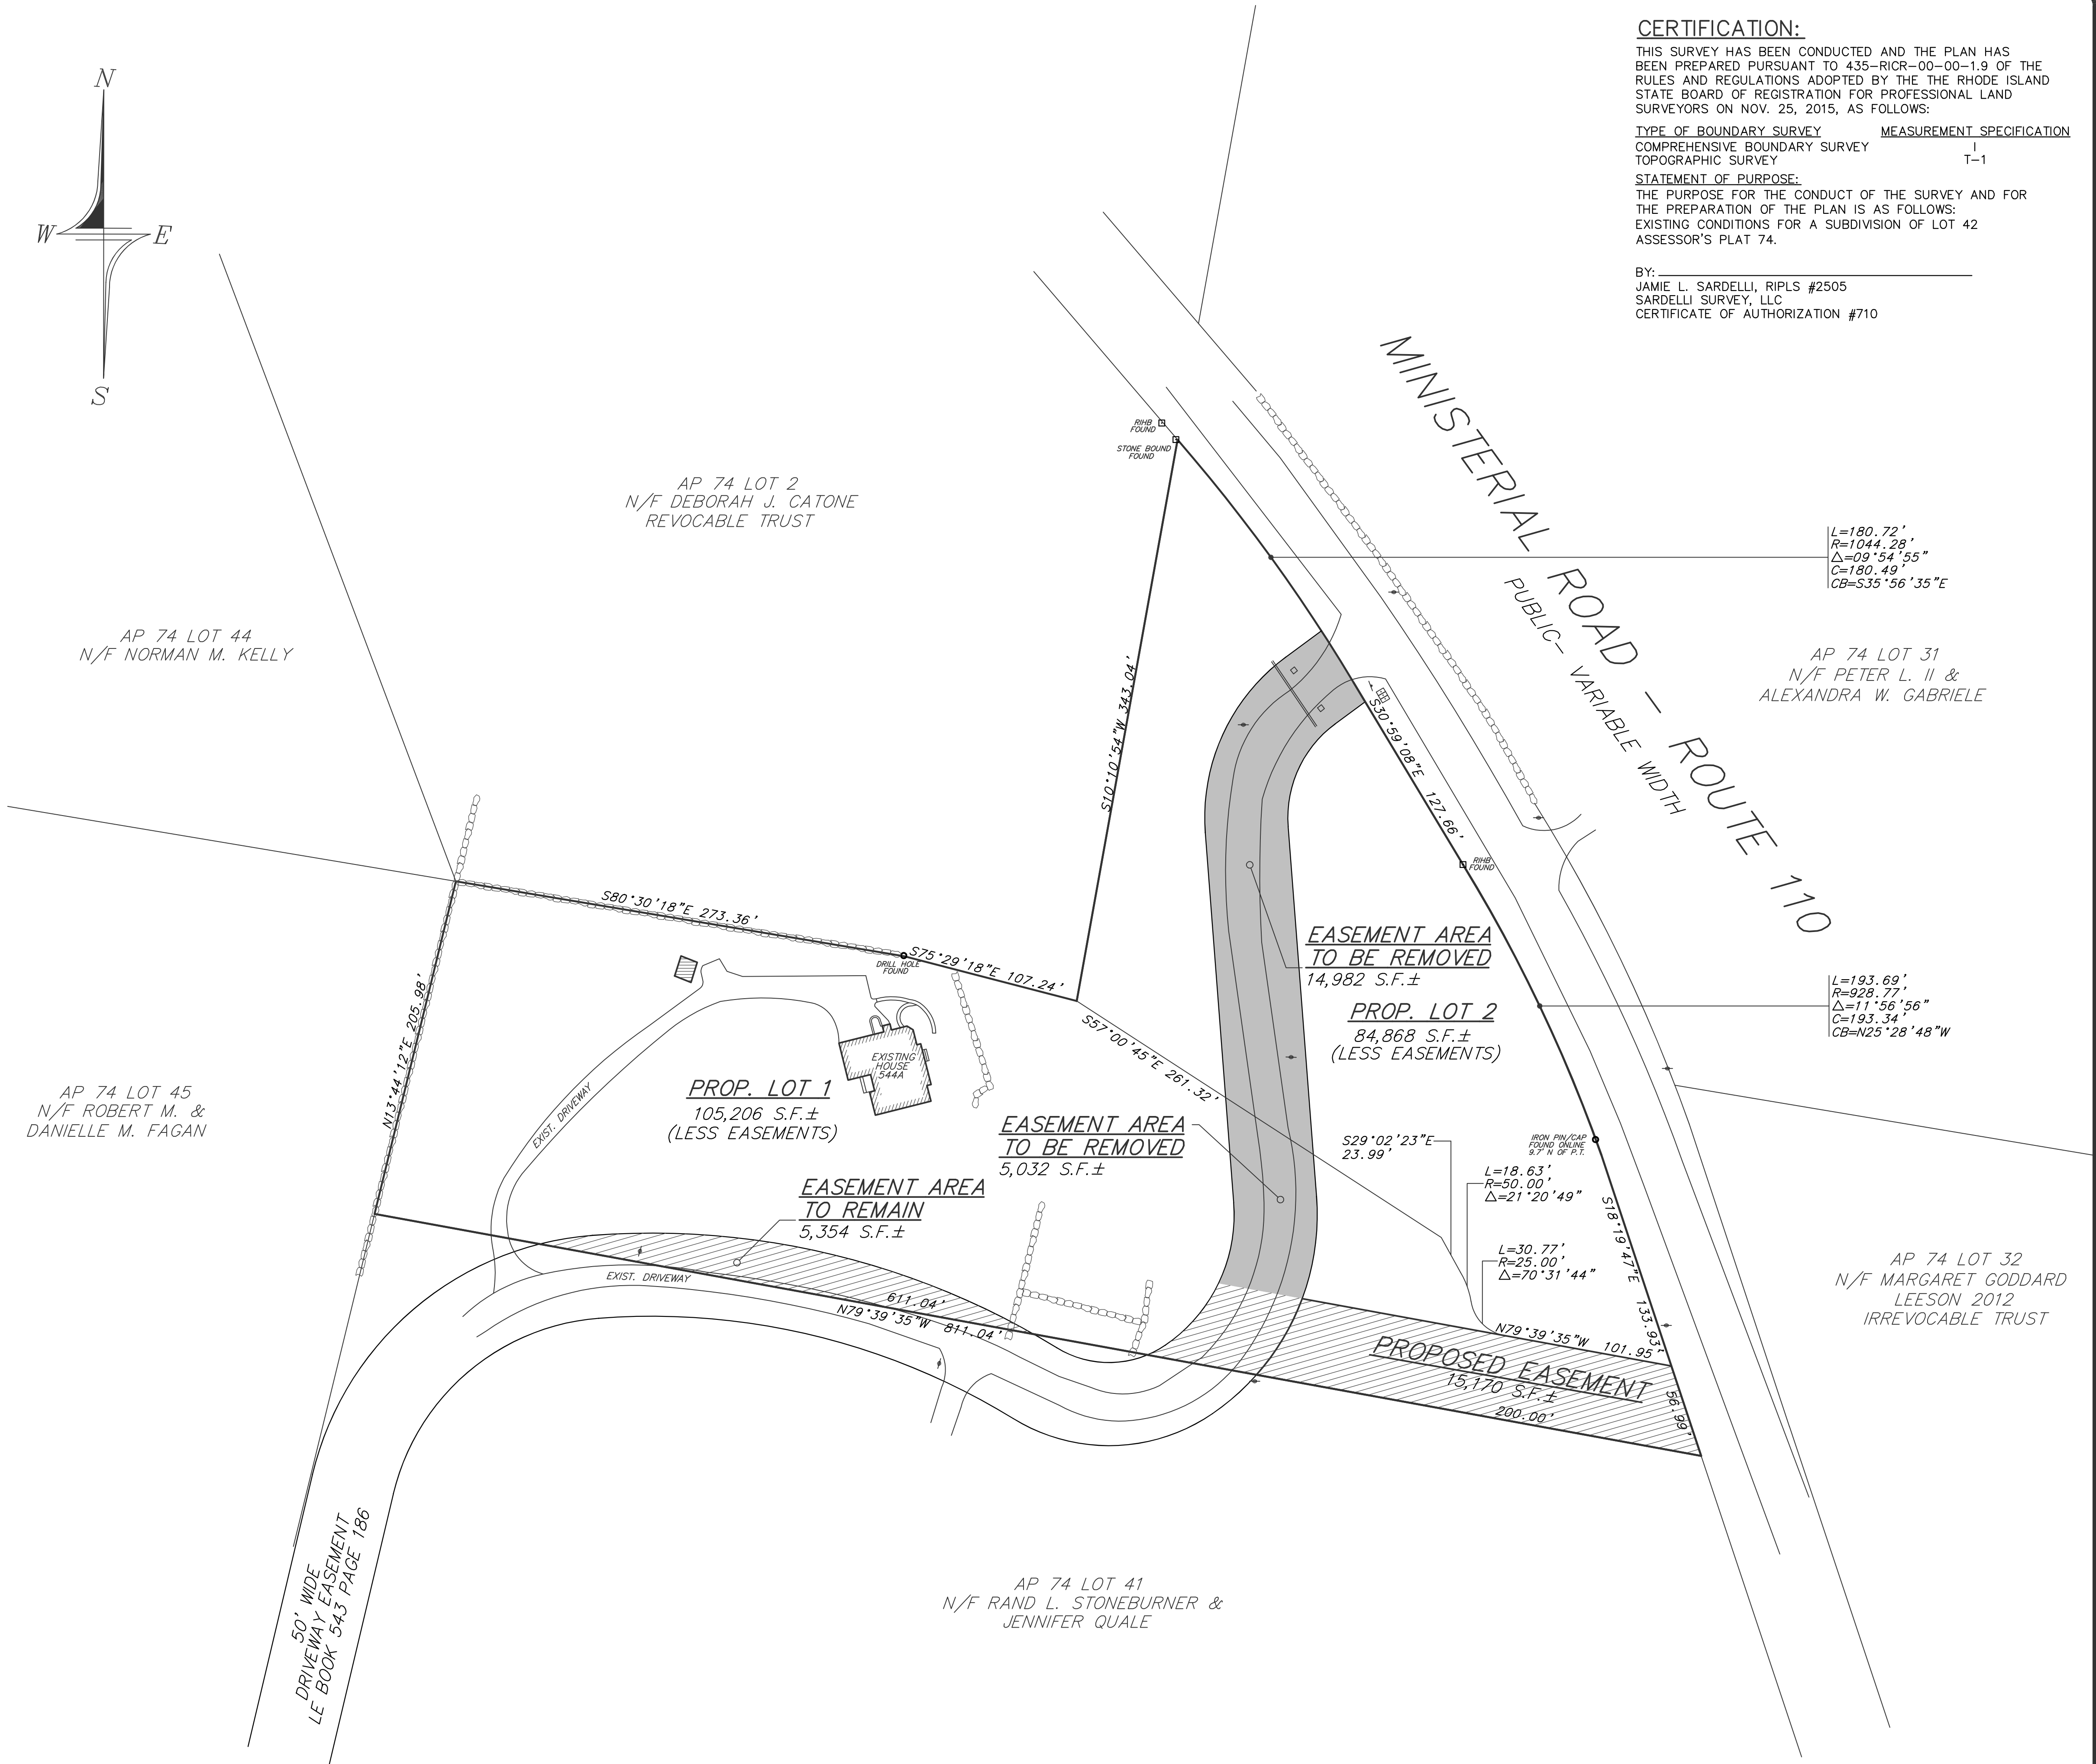 CERTIFICATION:
THIS SURVEY HAS BEEN CONDUCTED AND THE PLAN HAS
BEEN PREPARED PURSUANT TO 435-RICR-00-00-1.9 OF THE
RULES AND REGULATIONS ADOPTED BY THE THE RHODE ISLAND
STATE BOARD OF REGISTRATION FOR PROFESSIONAL LAND
SURVEYORS ON NOV. 25, 2015, AS FOLLOWS:
TYPE OF BOUNDARY SURVEY MEASUREMENT SPECIFICATION
COMPREHENSIVE BOUNDARY SURVEY I
TOPOGRAPHIC SURVEY T-1
STATEMENT OF PURPOSE:
THE PURPOSE FOR THE CONDUCT OF THE SURVEY AND FOR
THE PREPARATION OF THE PLAN IS AS FOLLOWS:
EXISTING CONDITIONS FOR A SUBDIVISION OF LOT 42
ASSESSOR'S PLAT 74.
BY:
JAMIE L. SARDELLI, RIPLS #2505
SARDELLI SURVEY, LLC
CERTIFICATE OF AUTHORIZATION #710
N
W E
S
MINISTERIAL ROAD - ROUTE 110
PUBLIC- VARIABLE WIDTH
RIHB
FOUND
STONE BOUND
FOUND
AP 74 LOT 2
N/F DEBORAH J. CATONE
REVOCABLE TRUST
L=180.72'
R=1044.28'
△=09°54'55"
C=180.49'
CB=S35°56'35"E
AP 74 LOT 44
N/F NORMAN M. KELLY
AP 74 LOT 31
N/F PETER L. II &
ALEXANDRA W. GABRIELE
S10°10'54"W 343.04'
S30°59'08"E 127.66'
RIHB
FOUND
S80°30'18"E 273.36'
S75°29'18"E 107.24'
DRILL HOLE
FOUND
EASEMENT AREA
TO BE REMOVED
14,982 S.F.±
PROP. LOT 2
84,868 S.F.±
(LESS EASEMENTS)
L=193.69'
R=928.77'
△=11°56'56"
C=193.34'
CB=N25°28'48"W
N13°44'12"E 205.98'
S57°00'45"E 261.32'
EXISTING
HOUSE
544A
EXIST. DRIVEWAY
PROP. LOT 1
105,206 S.F.±
(LESS EASEMENTS)
AP 74 LOT 45
N/F ROBERT M. &
DANIELLE M. FAGAN
EASEMENT AREA
TO BE REMOVED
5,032 S.F.±
S29°02'23"E
23.99'
IRON PIN/CAP
FOUND ONLINE
9.7' N OF P.T.
L=18.63'
R=50.00'
△=21°20'49"
EASEMENT AREA
TO REMAIN
5,354 S.F.±
L=30.77'
R=25.00'
△=70°31'44"
S18°19'47"E 133.93'
AP 74 LOT 32
N/F MARGARET GODDARD
LEESON 2012
IRREVOCABLE TRUST
EXIST. DRIVEWAY
611.04'
N79°39'35"W 811.04'
N79°39'35"W 101.95'
PROPOSED EASEMENT
15,170 S.F.±
200.00'
56.99'
50' WIDE
DRIVEWAY EASEMENT
LE BOOK 543 PAGE 186
AP 74 LOT 41
N/F RAND L. STONEBURNER &
JENNIFER QUALE